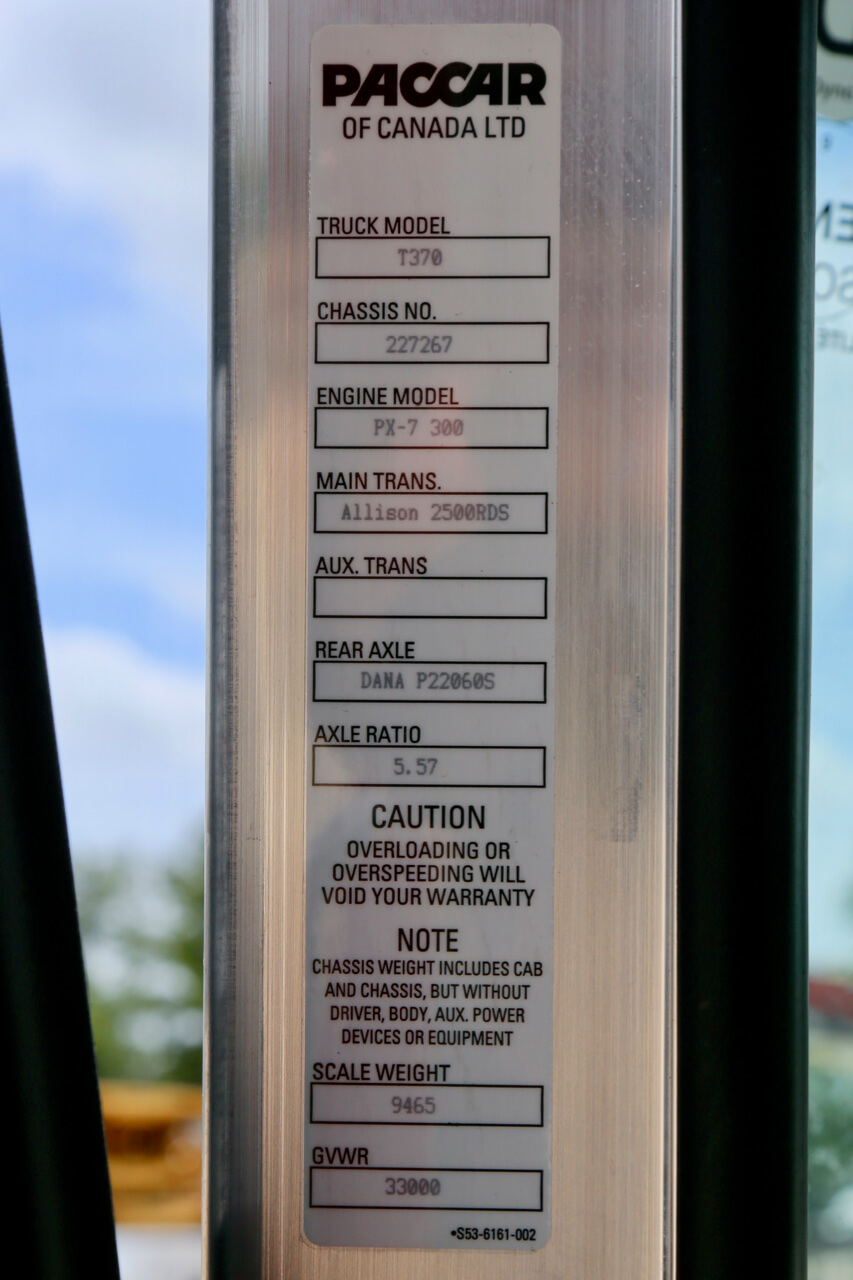 PACCAR
OF CANADA LTD
TRUCK MODEL
T370
CHASSIS NO.
227267
ENGINE MODEL
PX-7 300
MAIN TRANS.
Allison 2500RDS
AUX. TRANS
REAR AXLE
DANA P22060S
AXLE RATIO
5.57
CAUTION
OVERLOADING OR
OVERSPEEDING WILL
VOID YOUR WARRANTY
NOTE
CHASSIS WEIGHT INCLUDES CAB
AND CHASSIS, BUT WITHOUT
DRIVER, BODY, AUX. POWER
DEVICES OR EQUIPMENT
SCALE WEIGHT
9465
GVWR
33000
•S53-6161-002